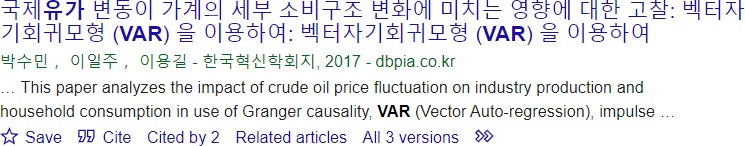 국제유가 변동이 가계의 세부 소비구조 변화에 미치는 영향에 대한 고찰: 벡터자
기회귀모형 (VAR) 을 이용하여: 벡터자기회귀모형 (VAR) 을 이용하여
박수민 , 이일주 , 이용길 - 한국혁신학회지, 2017 - dbpia.co.kr
… This paper analyzes the impact of crude oil price fluctuation on industry production and
household consumption in use of Granger causality, VAR (Vector Auto-regression), impulse …
Save Cite Cited by 2 Related articles All 3 versions